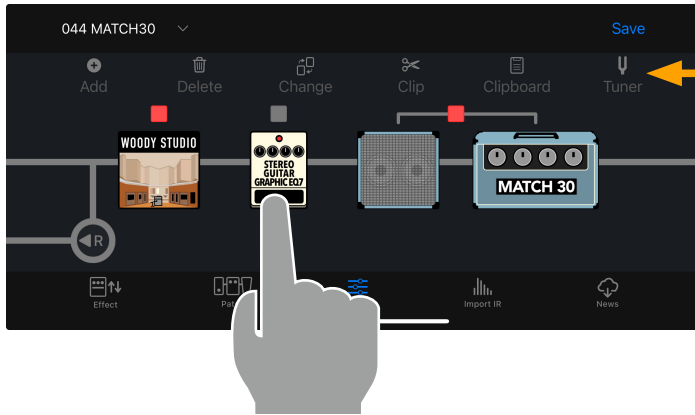 044 MATCH30
Save
Add
Delete
Change
Clip
Clipboard
Tuner
WOODY STUDIO
STEREO
GUITAR
GRAPHIC EQ7
MATCH 30
R
Effect
Import IR
News